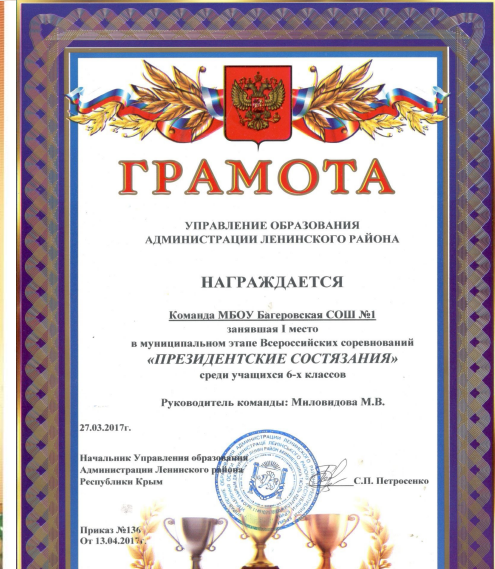 ГРАМОТА
УПРАВЛЕНИЕ ОБРАЗОВАНИЯ
АДМИНИСТРАЦИИ ЛЕНИНСКОГО РАЙОНА
НАГРАЖДАЕТСЯ
Команда МБОУ Багеровская СОШ №1
занявшая I место
в муниципальном этапе Всероссийских соревнований
«ПРЕЗИДЕНТСКИЕ СОСТЯЗАНИЯ»
среди учащихся 6-х классов
Руководитель команды: Миловидова М.В.
27.03.2017г.
Начальник Управления образования
Администрации Ленинского района
Республики Крым
С.П. Петросенко
Приказ №136
От 13.04.2017г.